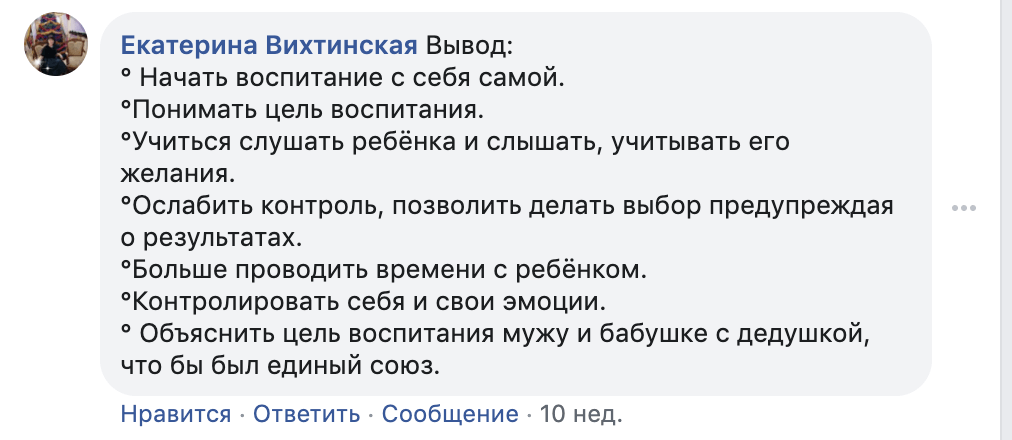 Екатерина Вихтинская Вывод:
° Начать воспитание с себя самой.
°Понимать цель воспитания.
°Учиться слушать ребёнка и слышать, учитывать его
желания.
°Ослабить контроль, позволить делать выбор предупреждая
о результатах.
°Больше проводить времени с ребёнком.
°Контролировать себя и свои эмоции.
° Объяснить цель воспитания мужу и бабушке с дедушкой,
что бы был единый союз.
Нравится · Ответить · Сообщение · 10 нед.